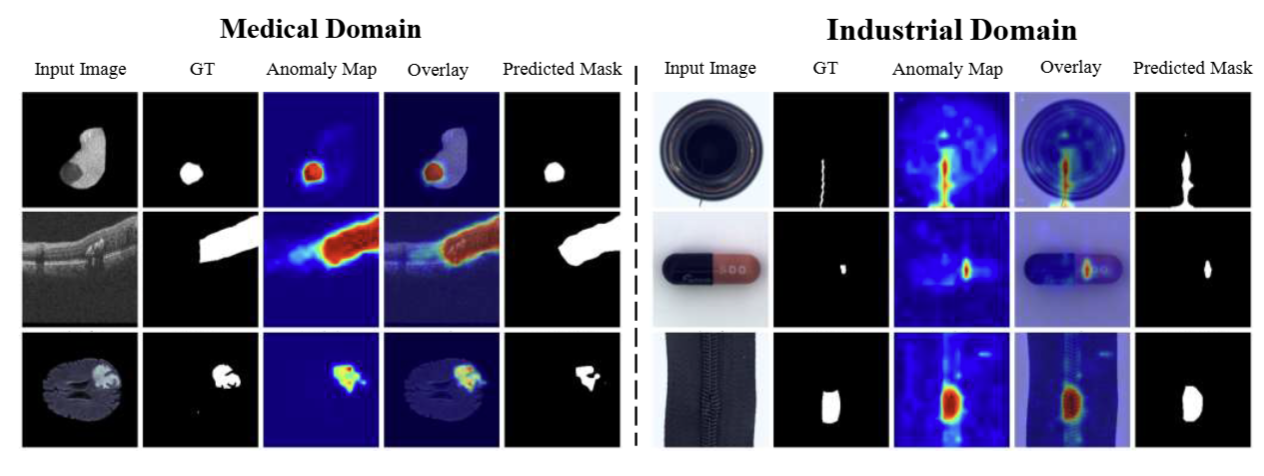 Medical Domain
Industrial Domain
Input Image GT Anomaly Map Overlay Predicted Mask
Input Image GT Anomaly Map Overlay Predicted Mask